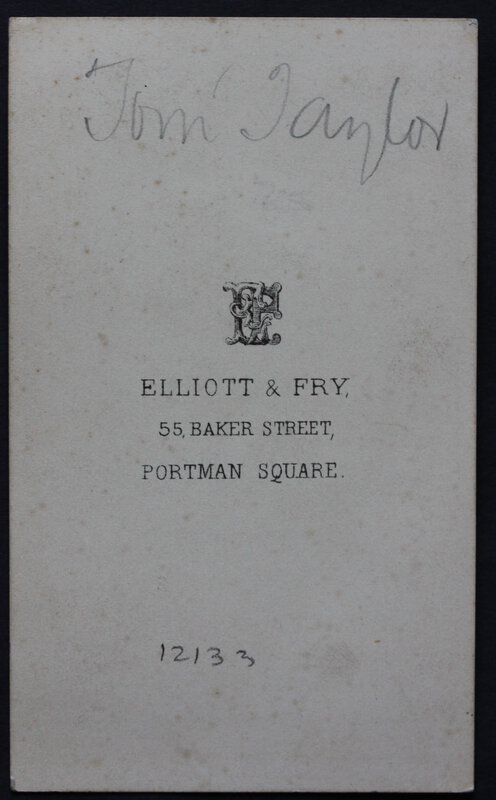 Tom Taylor
ELLIOTT & FRY,
55, BAKER STREET,
PORTMAN SQUARE.
12133